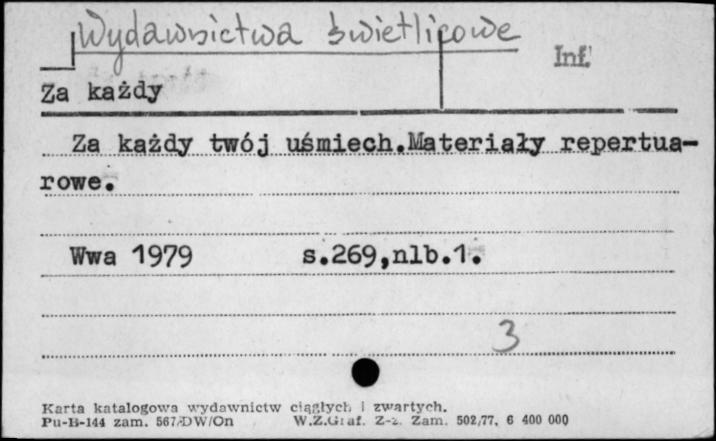 Wydawnictwa świetlicowe
Inf.
Za każdy
Za każdy twój uśmiech.Materiały repertua-
rowe.
Wwa 1979 s.269,nlb.1.
3
Karta katalogowa wydawnictw ciągłych i zwartych.
Pu-B-144 zam. 567/DW/On W.Z.Graf. Z-z. Zam. 502/77. 6 400 000